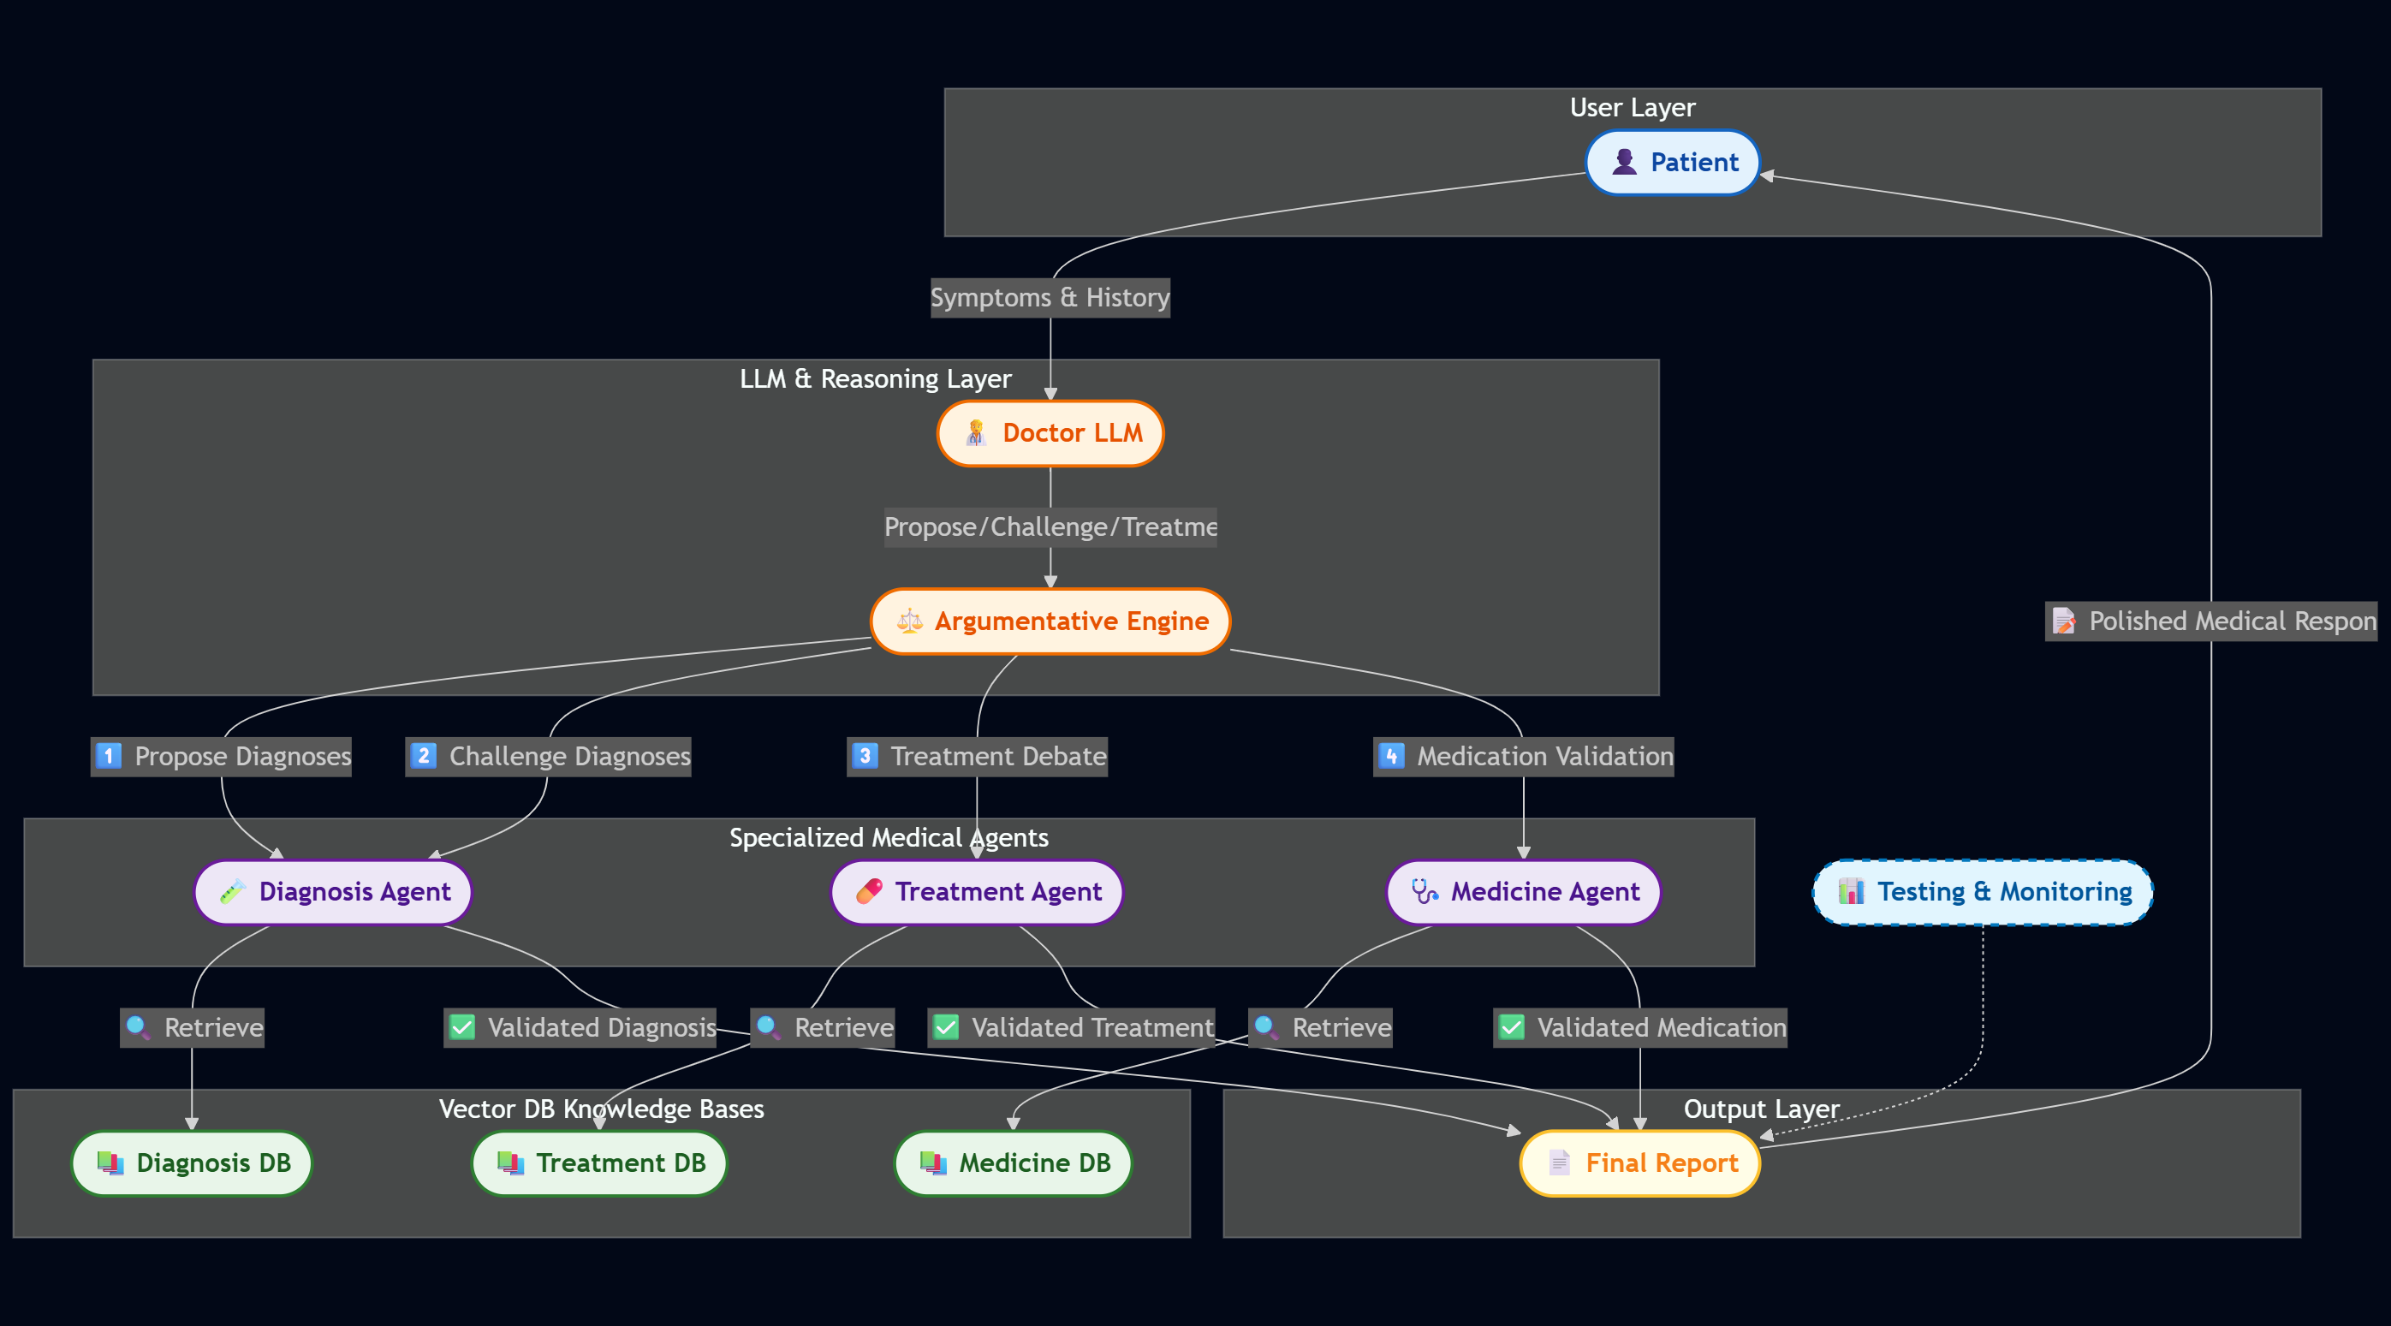 User Layer
👤 Patient
Symptoms & History
LLM & Reasoning Layer
🧑‍⚕️ Doctor LLM
Propose/Challenge/Treatme
⚖️ Argumentative Engine
📝 Polished Medical Respon
1️⃣ Propose Diagnoses
2️⃣ Challenge Diagnoses
3️⃣ Treatment Debate
4️⃣ Medication Validation
Specialized Medical Agents
🧪 Diagnosis Agent
💊 Treatment Agent
🩺 Medicine Agent
📊 Testing & Monitoring
🔍 Retrieve
✅ Validated Diagnosis
🔍 Retrieve
✅ Validated Treatment
🔍 Retrieve
✅ Validated Medication
Vector DB Knowledge Bases
Output Layer
📚 Diagnosis DB
📚 Treatment DB
📚 Medicine DB
📄 Final Report